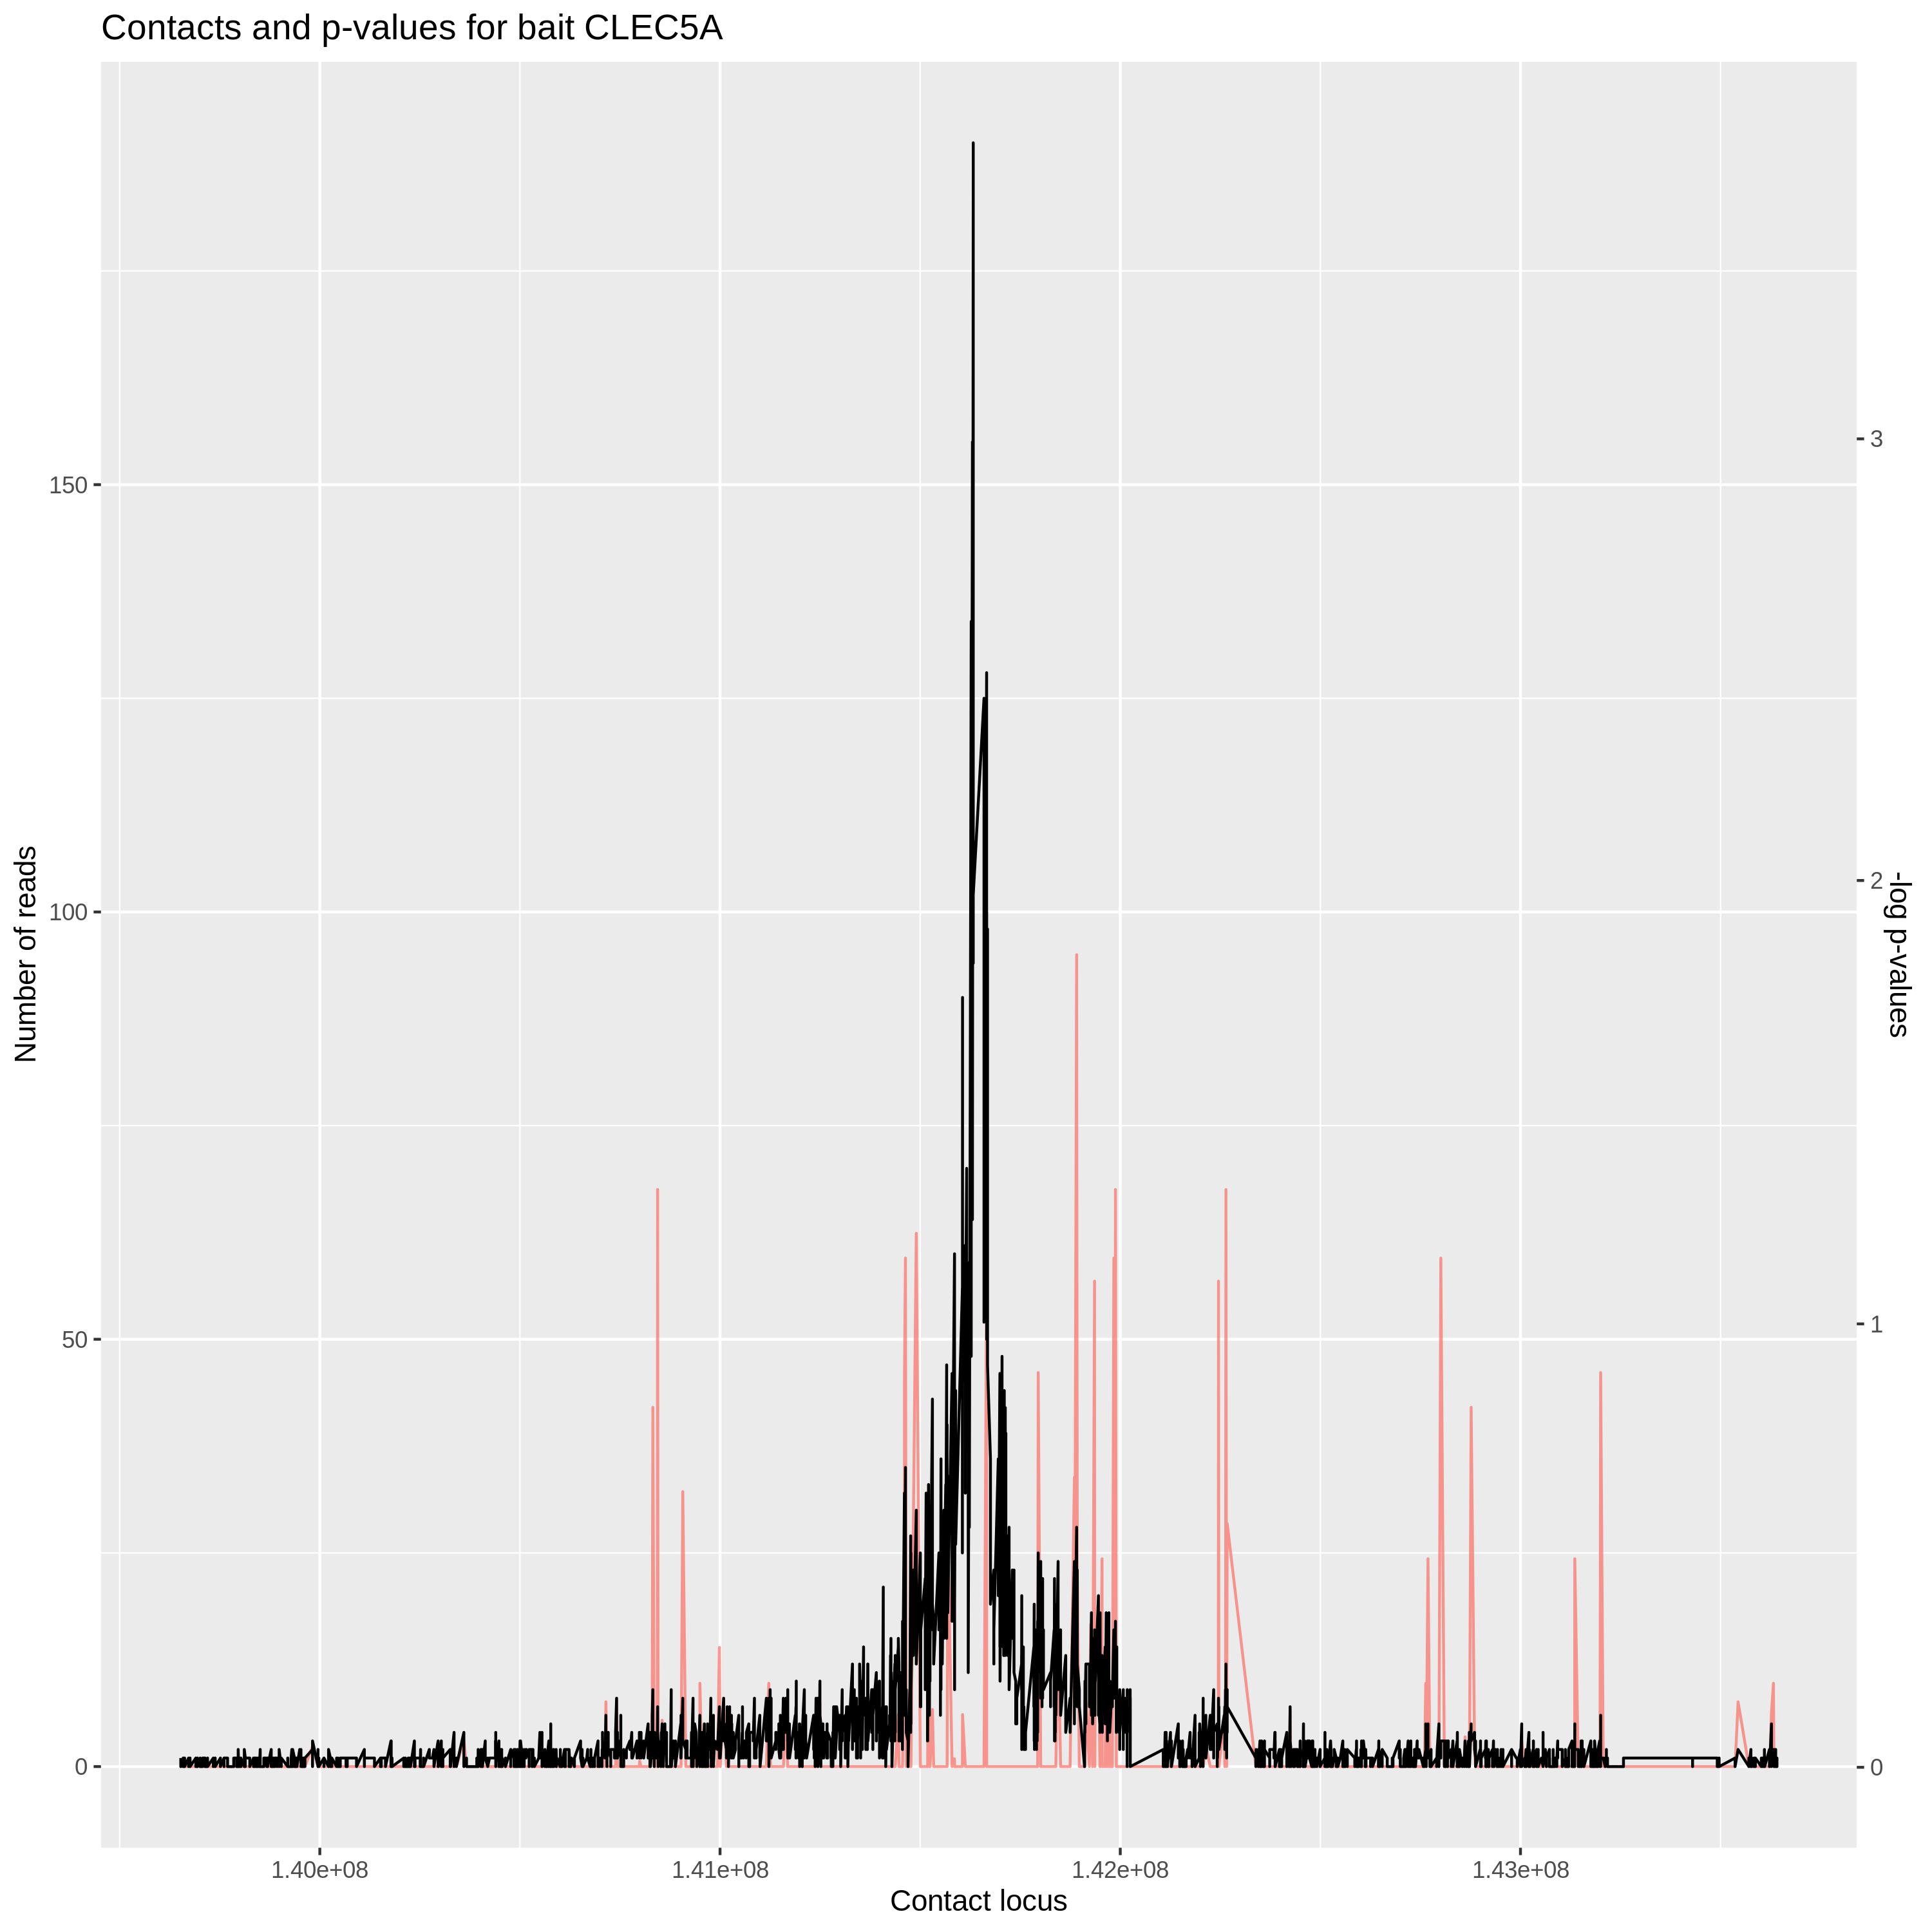 Contacts and p-values for bait CLEC5A
Number of reads
150
100
50
0
3
2
1
0
-log p-values
1.40e+08 1.41e+08 1.42e+08 1.43e+08
Contact locus